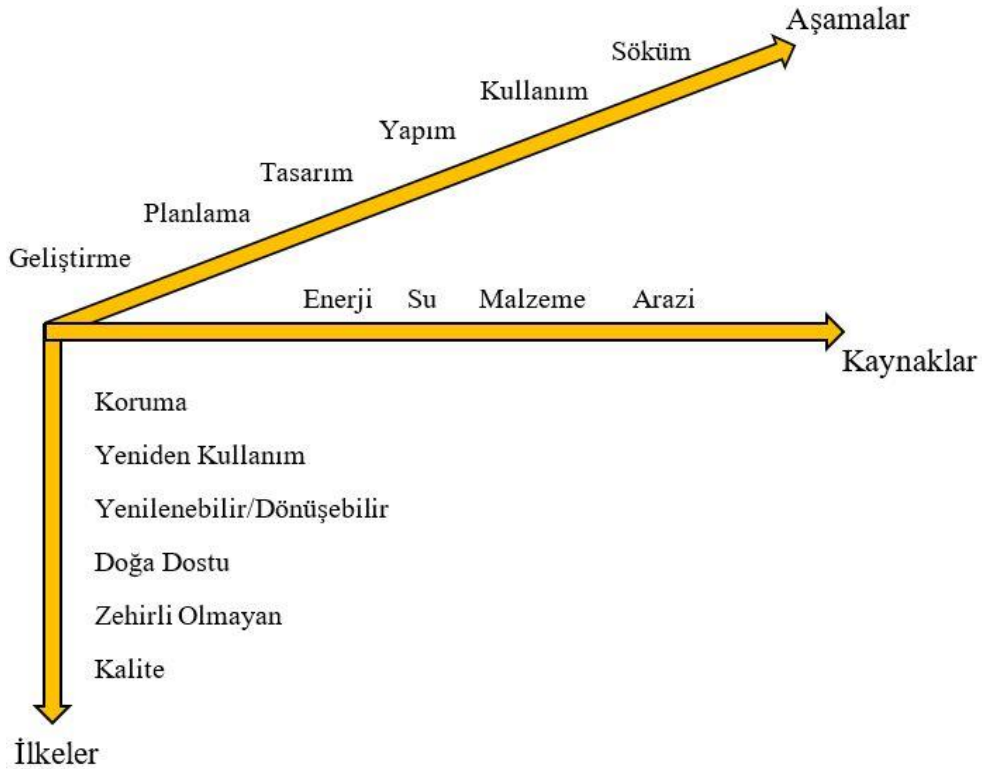 Aşamalar
Söküm
Kullanım
Yapım
Tasarım
Planlama
Geliştirme
Enerji Su Malzeme Arazi
Kaynaklar
Koruma
Yeniden Kullanım
Yenilenebilir/Dönüşebilir
Doğa Dostu
Zehirli Olmayan
Kalite
İlkeler